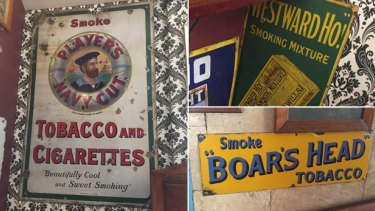 Smoke
PLAYER'S
NAVY CUT
TOBACCO AND
CIGARETTES
"Beautifully Cool
and Sweet Smoking"
WESTWARD HO!
SMOKING MIXTURE
Smoke
"BOAR'S HEAD
TOBACCO